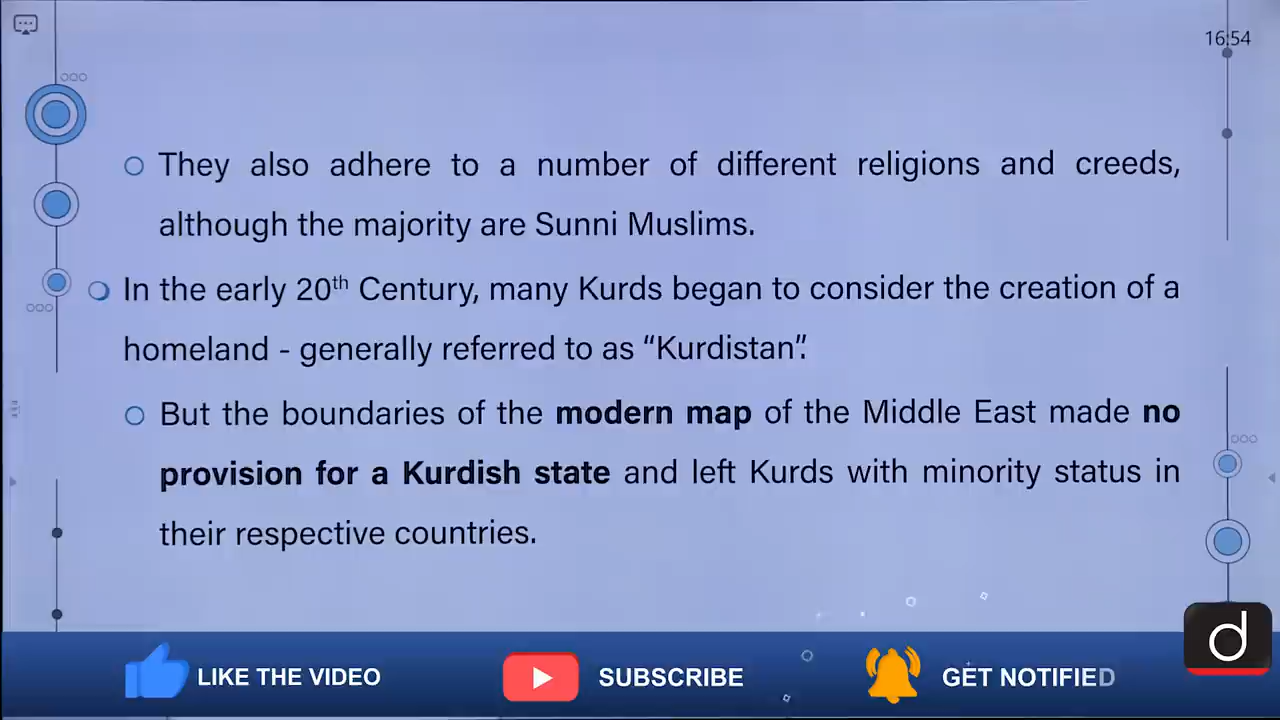 16:54
They also adhere to a number of different religions and creeds,
although the majority are Sunni Muslims.
In the early 20th Century, many Kurds began to consider the creation of a
homeland - generally referred to as “Kurdistan”.
But the boundaries of the modern map of the Middle East made no
provision for a Kurdish state and left Kurds with minority status in
their respective countries.
LIKE THE VIDEO
SUBSCRIBE
GET NOTIFIED
d